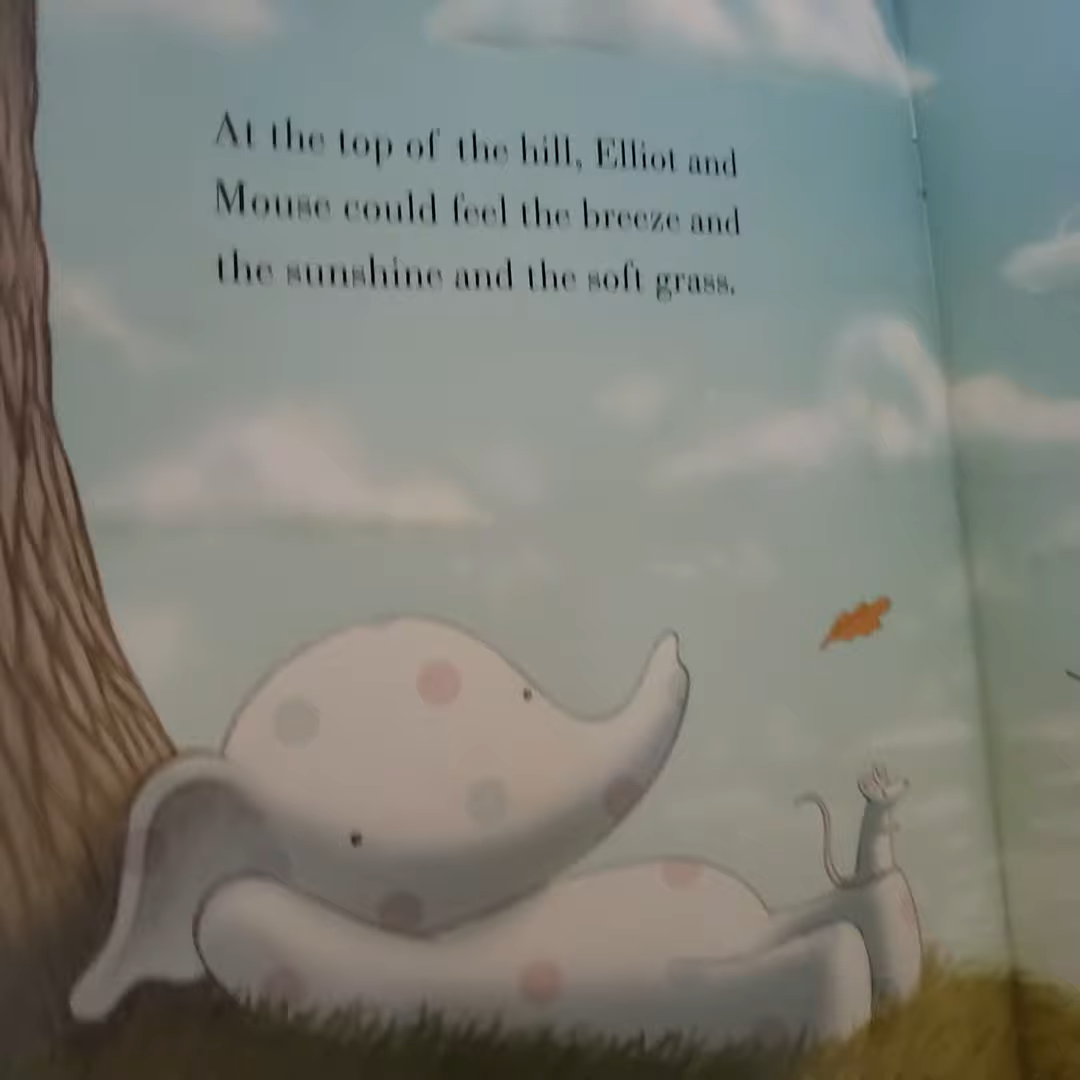 At the top of the hill, Elliot and
Mouse could feel the breeze and
the sunshine and the soft grass.